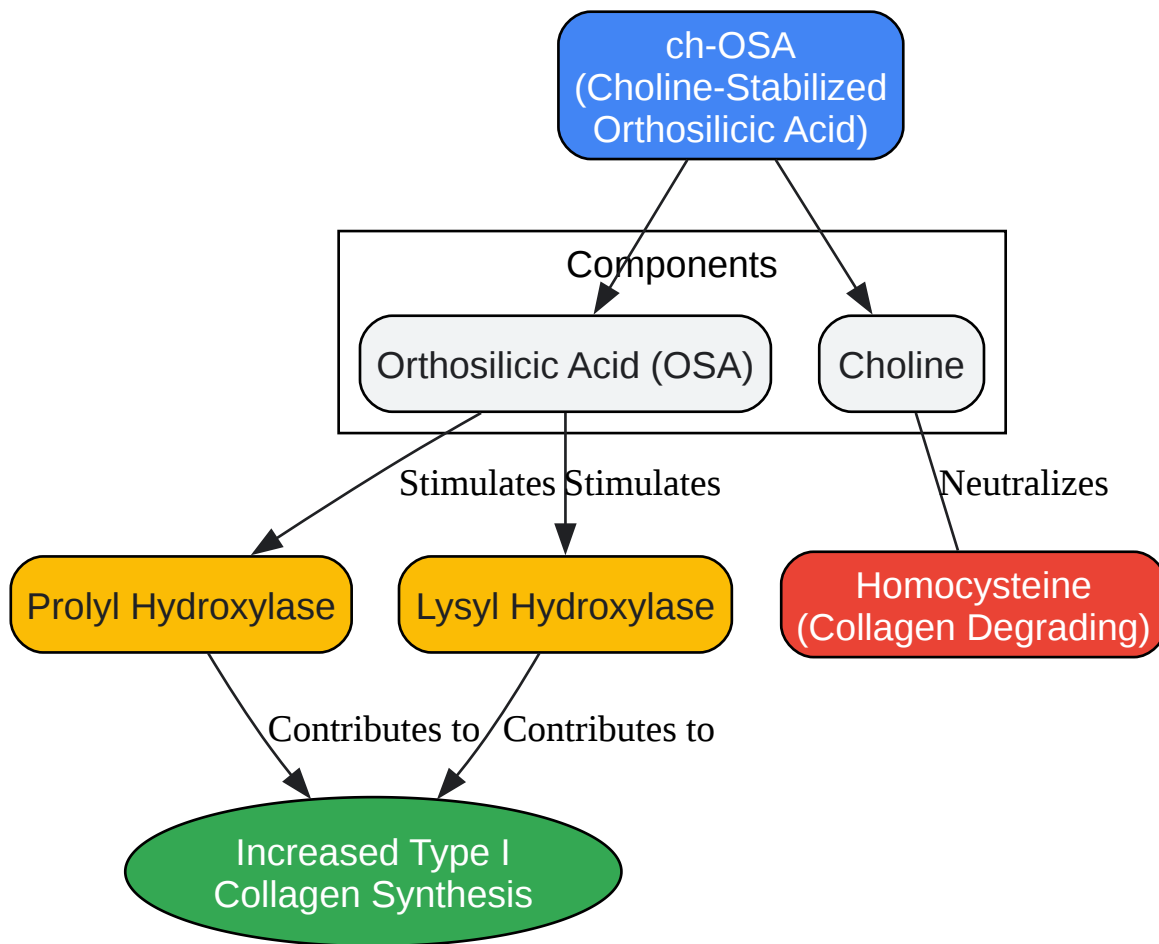 ch-OSA
(Choline-Stabilized
Orthosilicic Acid)
Components
Orthosilicic Acid (OSA)
Choline
Stimulates
Stimulates
Neutralizes
Prolyl Hydroxylase
Lysyl Hydroxylase
Homocysteine
(Collagen Degrading)
Contributes to
Contributes to
Increased Type I
Collagen Synthesis